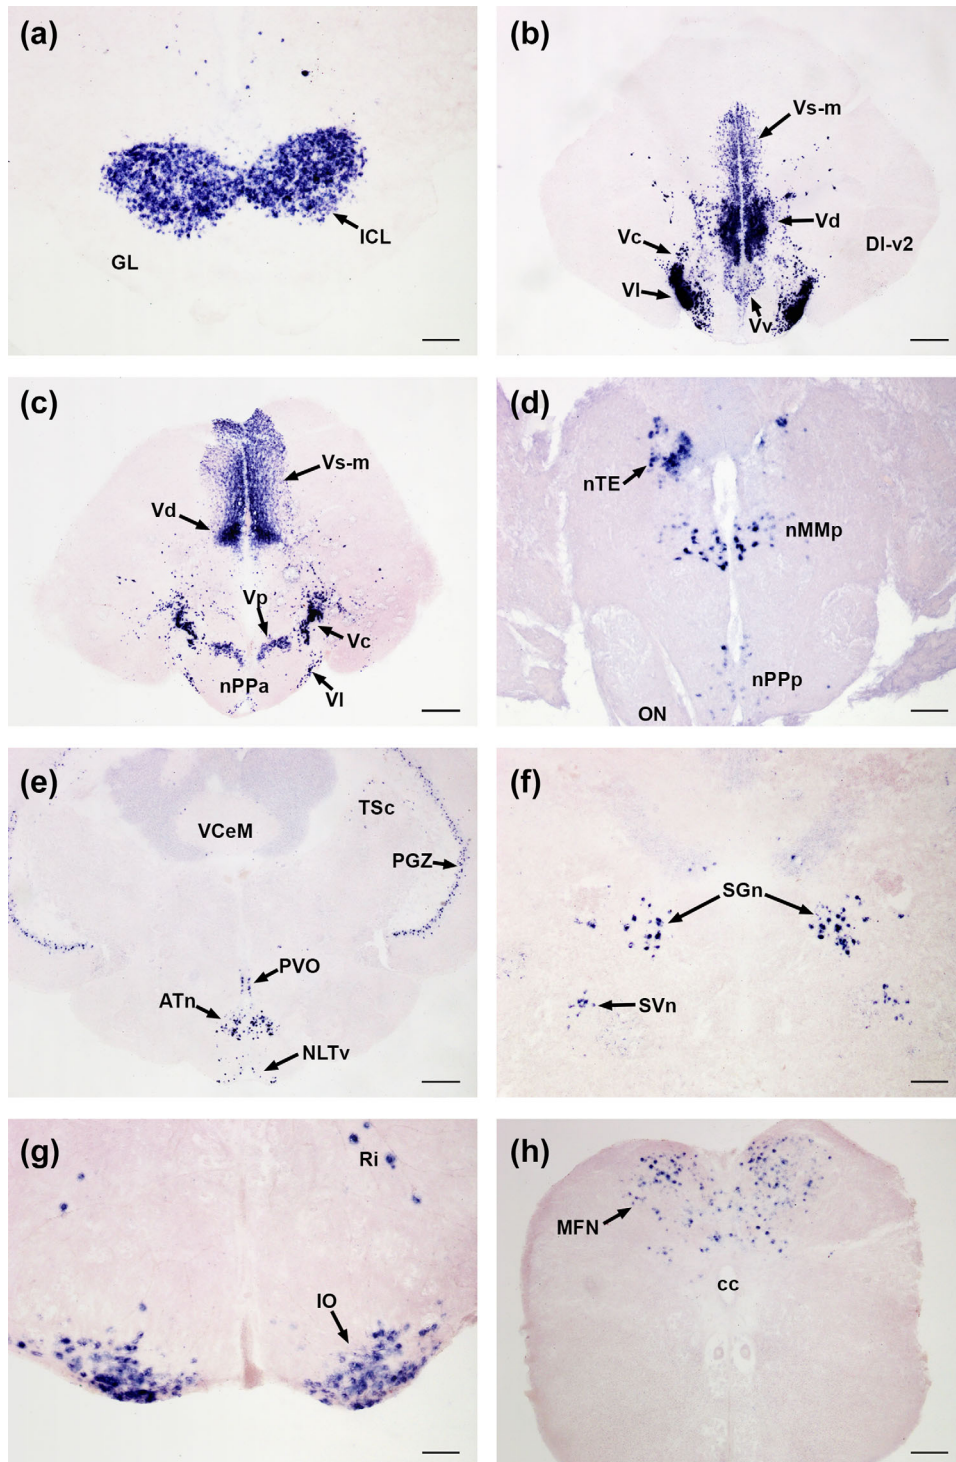 (a)
ICL
GL
(b)
Vs-m
Vd
Vc
Dl-v2
Vl
Vv
(c)
Vs-m
Vd
Vp
Vc
nPPa
Vl
(d)
nTE
nMMp
nPPp
ON
(e)
TSc
VCeM
PGZ
PVO
ATn
NLTv
(f)
SGn
SVn
(g)
Ri
IO
(h)
MFN
cc